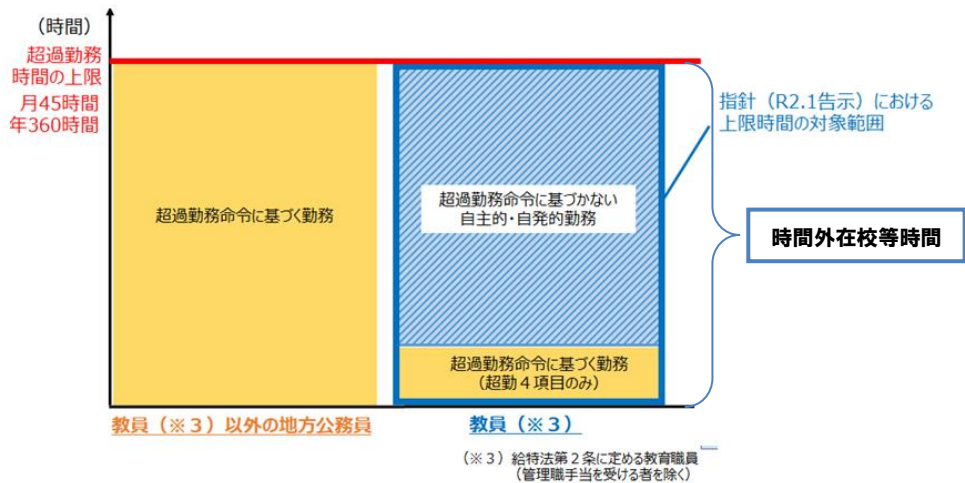 （時間）
超過勤務
時間の上限
月45時間
年360時間
指針（R2.1告示）における
上限時間の対象範囲
超過勤務命令に基づく勤務
超過勤務命令に基づかない
自主的・自発的勤務
時間外在校等時間
超過勤務命令に基づく勤務
（超勤４項目のみ）
教員（※３）以外の地方公務員
教員（※３）
（※３）給特法第２条に定める教育職員
（管理職手当を受ける者を除く）